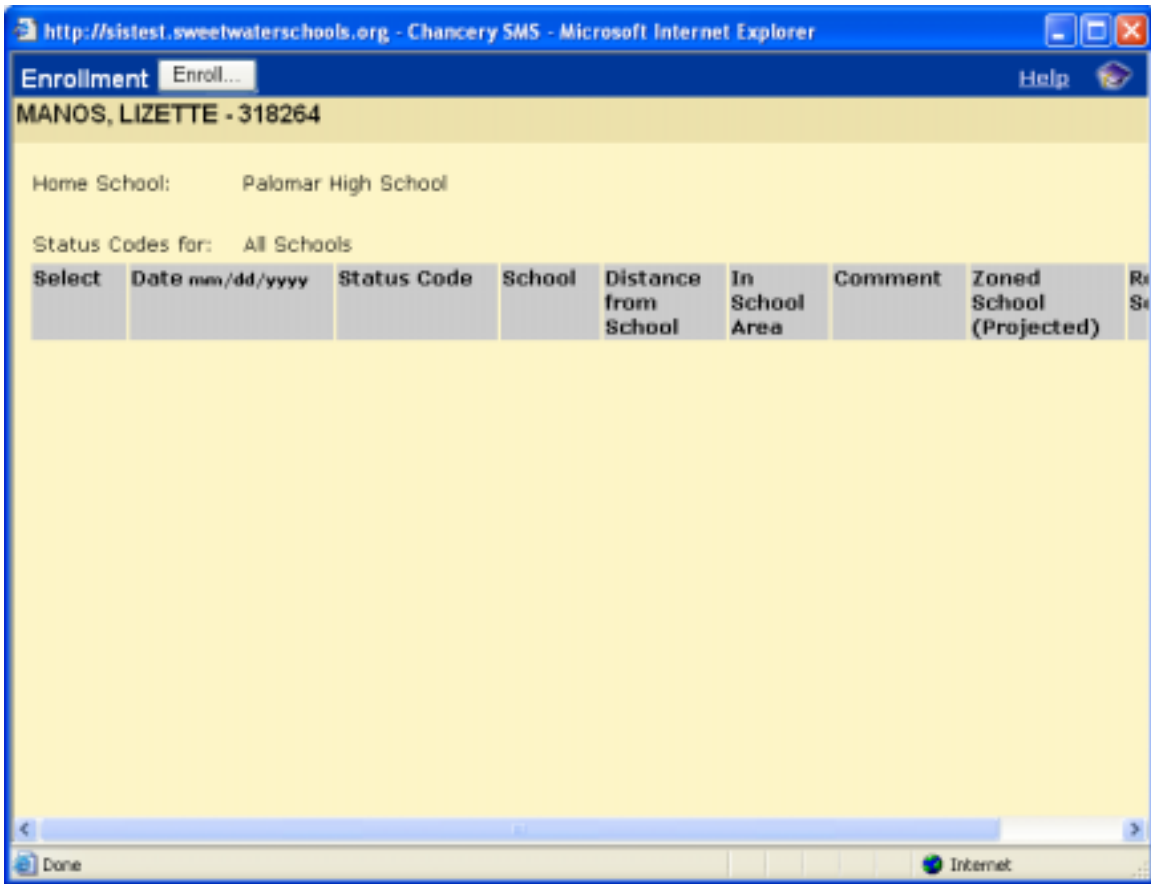 http://sistest.sweetwaterschools.org - Chancery SMS - Microsoft Internet Explorer
Enrollment Enroll... Help
MANOS, LIZETTE - 318264
Home School: Palomar High School
Status Codes for: All Schools
Select Date mm/dd/yyyy Status Code School Distance from School In School Area Comment Zoned School (Projected)
Done Internet